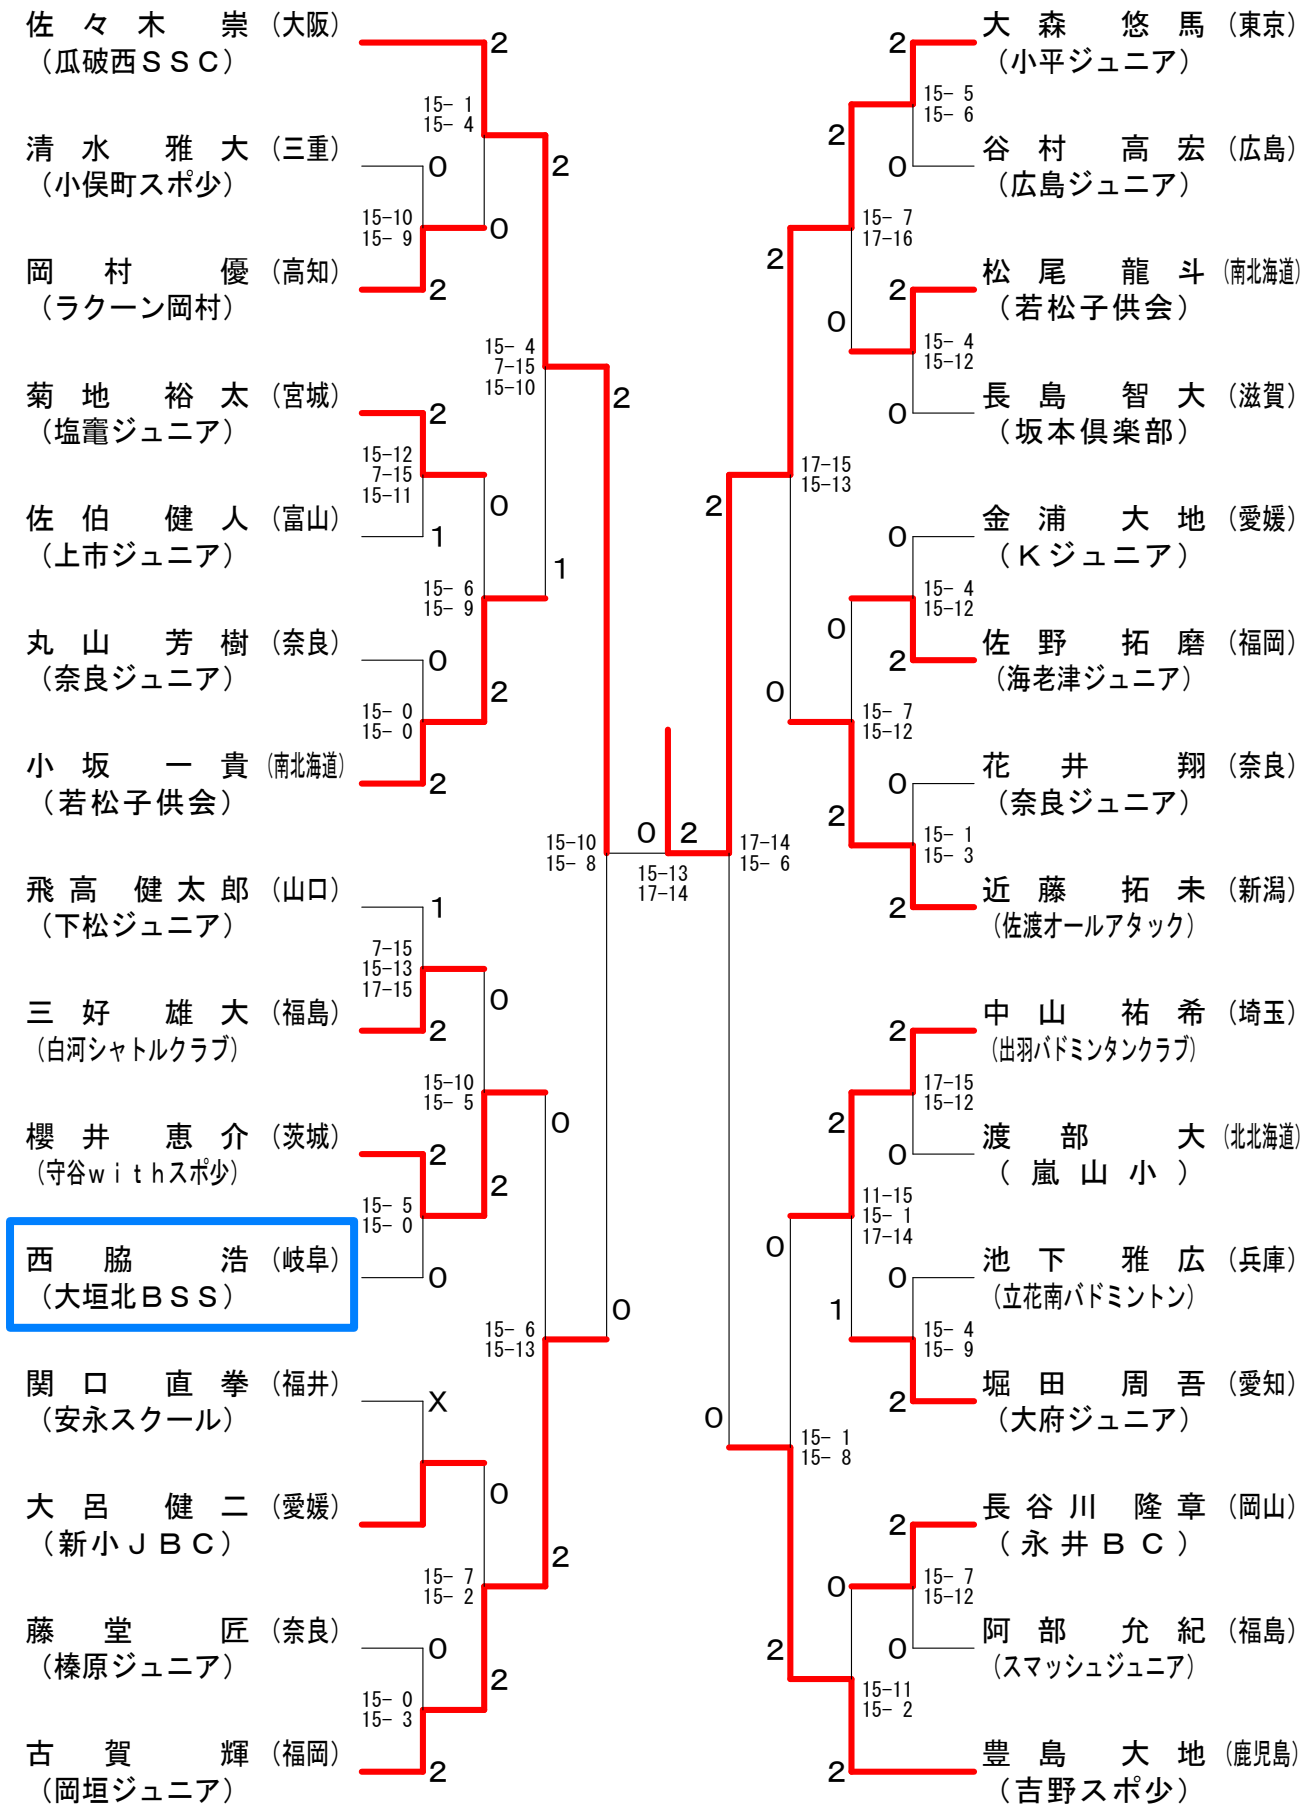 佐々木 崇 (大阪)
(瓜破西SSC)
2
15- 1
15- 4
清水 雅大 (三重)
(小俣町スポ少)
0
2
15-10
15- 9
0
岡村 優 (高知)
(ラクーン岡村)
2
15- 4
7-15
15-10
菊地 裕太 (宮城)
(塩竈ジュニア)
2
2
15-12
7-15
15-11
0
佐伯 健人 (富山)
(上市ジュニア)
1
1
15- 6
15- 9
丸山 芳樹 (奈良)
(奈良ジュニア)
0
2
15- 0
15- 0
小坂 一貴 (南北海道)
(若松子供会)
2
15-10
15- 8
飛高 健太郎 (山口)
(下松ジュニア)
1
7-15
15-13
17-15
0
三好 雄大 (福島)
(白河シャトルクラブ)
2
15-10
15- 5
0
櫻井 恵介 (茨城)
(守谷withスポ少)
2
2
15- 5
15- 0
西脇 浩 (岐阜)
(大垣北BSS)
0
0
15- 6
15-13
関口 直拳 (福井)
(安永スクール)
X
0
大呂 健二 (愛媛)
(新小JBC)
2
15- 7
15- 2
藤堂 匠 (奈良)
(榛原ジュニア)
0
2
15- 0
15- 3
古賀 輝 (福岡)
(岡垣ジュニア)
2
0 2
15-13
17-14
大森 悠馬 (東京)
(小平ジュニア)
2
15- 5
15- 6
2
谷村 高宏 (広島)
(広島ジュニア)
0
15- 7
17-16
2
松尾 龍斗 (南北海道)
(若松子供会)
2
0
15- 4
15-12
長島 智大 (滋賀)
(坂本倶楽部)
0
17-15
15-13
2
金浦 大地 (愛媛)
(Kジュニア)
0
15- 4
15-12
0
佐野 拓磨 (福岡)
(海老津ジュニア)
2
0
15- 7
15-12
花井 翔 (奈良)
(奈良ジュニア)
0
2
15- 1
15- 3
近藤 拓未 (新潟)
(佐渡オールアタック)
2
17-14
15- 6
中山 祐希 (埼玉)
(出羽バドミンタンクラブ)
2
17-15
15-12
2
渡部 大 (北北海道)
(嵐山小)
0
11-15
15- 1
17-14
0
池下 雅広 (兵庫)
(立花南バドミントン)
0
1
15- 4
15- 9
堀田 周吾 (愛知)
(大府ジュニア)
2
0
15- 1
15- 8
長谷川 隆章 (岡山)
(永井BC)
2
15- 7
15-12
0
阿部 允紀 (福島)
(スマッシュジュニア)
0
2
15-11
15- 2
豊島 大地 (鹿児島)
(吉野スポ少)
2